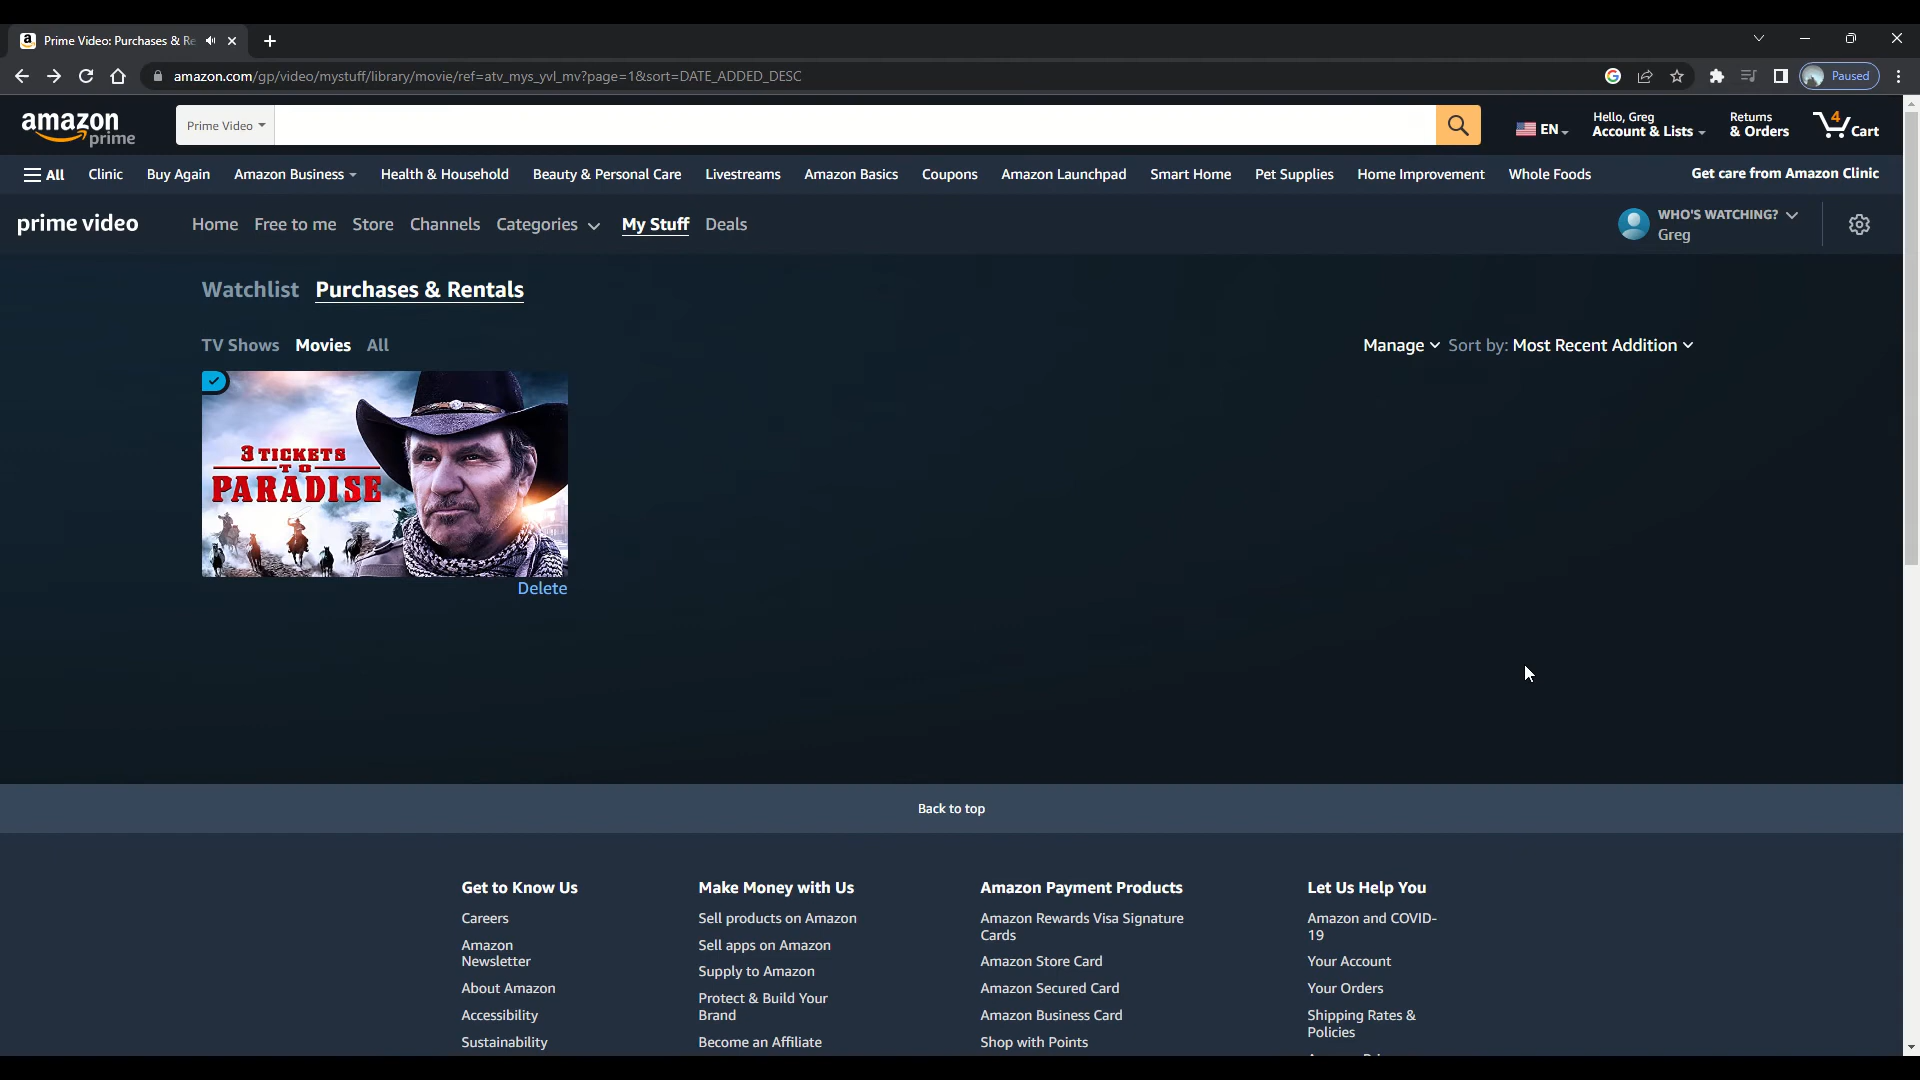 Prime Video: Purchases & Re
amazon.com/gp/video/mystuff/library/movie/ref=atv_mys_yvl_mv?page=1&sort=DATE_ADDED_DESC
Paused
amazon prime
Prime Video
EN
Hello, Greg
Account & Lists
Returns
& Orders
4
Cart
All
Clinic
Buy Again
Amazon Business
Health & Household
Beauty & Personal Care
Livestreams
Amazon Basics
Coupons
Amazon Launchpad
Smart Home
Pet Supplies
Home Improvement
Whole Foods
Get care from Amazon Clinic
prime video
Home
Free to me
Store
Channels
Categories
My Stuff
Deals
WHO'S WATCHING?
Greg
Watchlist
Purchases & Rentals
TV Shows
Movies
All
Manage
Sort by: Most Recent Addition
3 TICKETS
TO
PARADISE
Delete
Back to top
Get to Know Us
Careers
Amazon
Newsletter
About Amazon
Accessibility
Sustainability
Make Money with Us
Sell products on Amazon
Sell apps on Amazon
Supply to Amazon
Protect & Build Your
Brand
Become an Affiliate
Amazon Payment Products
Amazon Rewards Visa Signature
Cards
Amazon Store Card
Amazon Secured Card
Amazon Business Card
Shop with Points
Let Us Help You
Amazon and COVID-
19
Your Account
Your Orders
Shipping Rates &
Policies